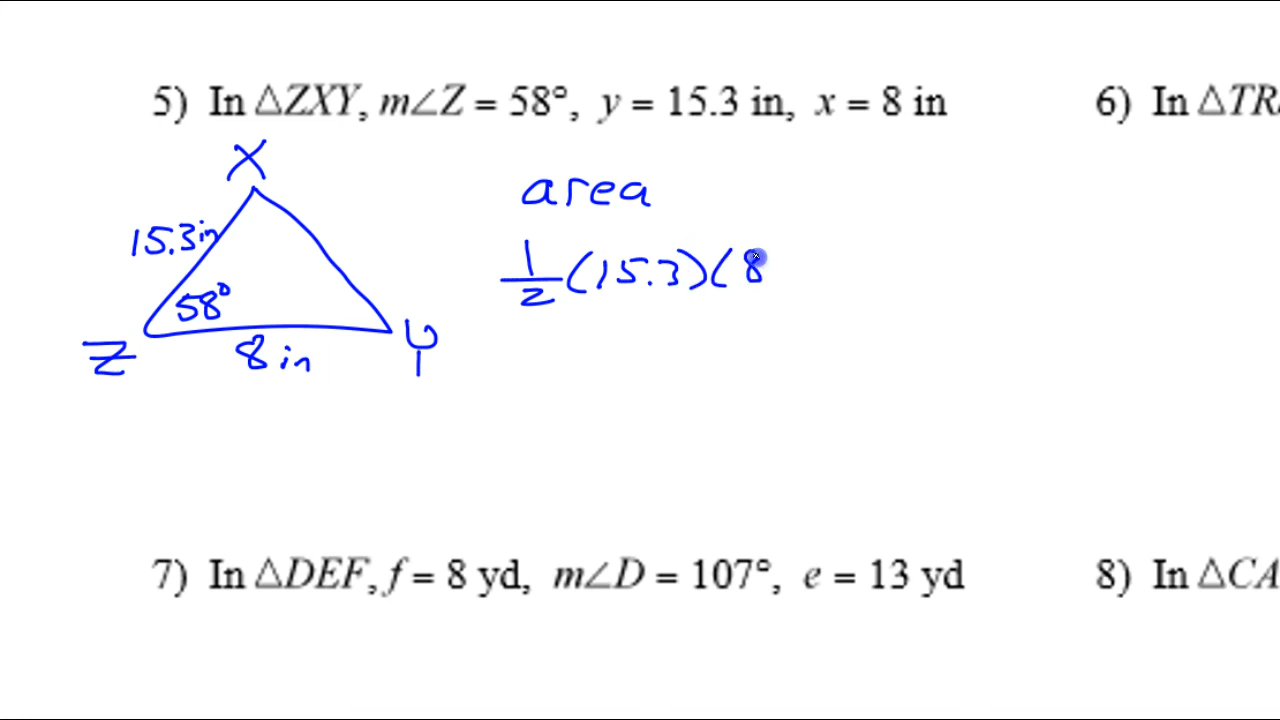 5) In △ZXY, m∠Z = 58°, y = 15.3 in, x = 8 in
6) In △TR
X
area
15.3in
1/2 (15.3)(8
58°
Z
8 in
Y
7) In △DEF, f = 8 yd, m∠D = 107°, e = 13 yd
8) In △CA